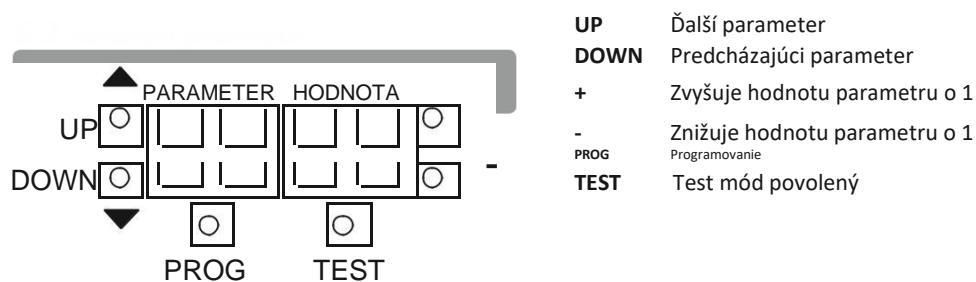 PARAMETER HODNOTA
UP
DOWN
-
PROG TEST
UP Ďalší parameter
DOWN Predcházajúci parameter
+ Zvyšuje hodnotu parametru o 1
- Znižuje hodnotu parametru o 1
PROG Programovanie
TEST Test mód povolený